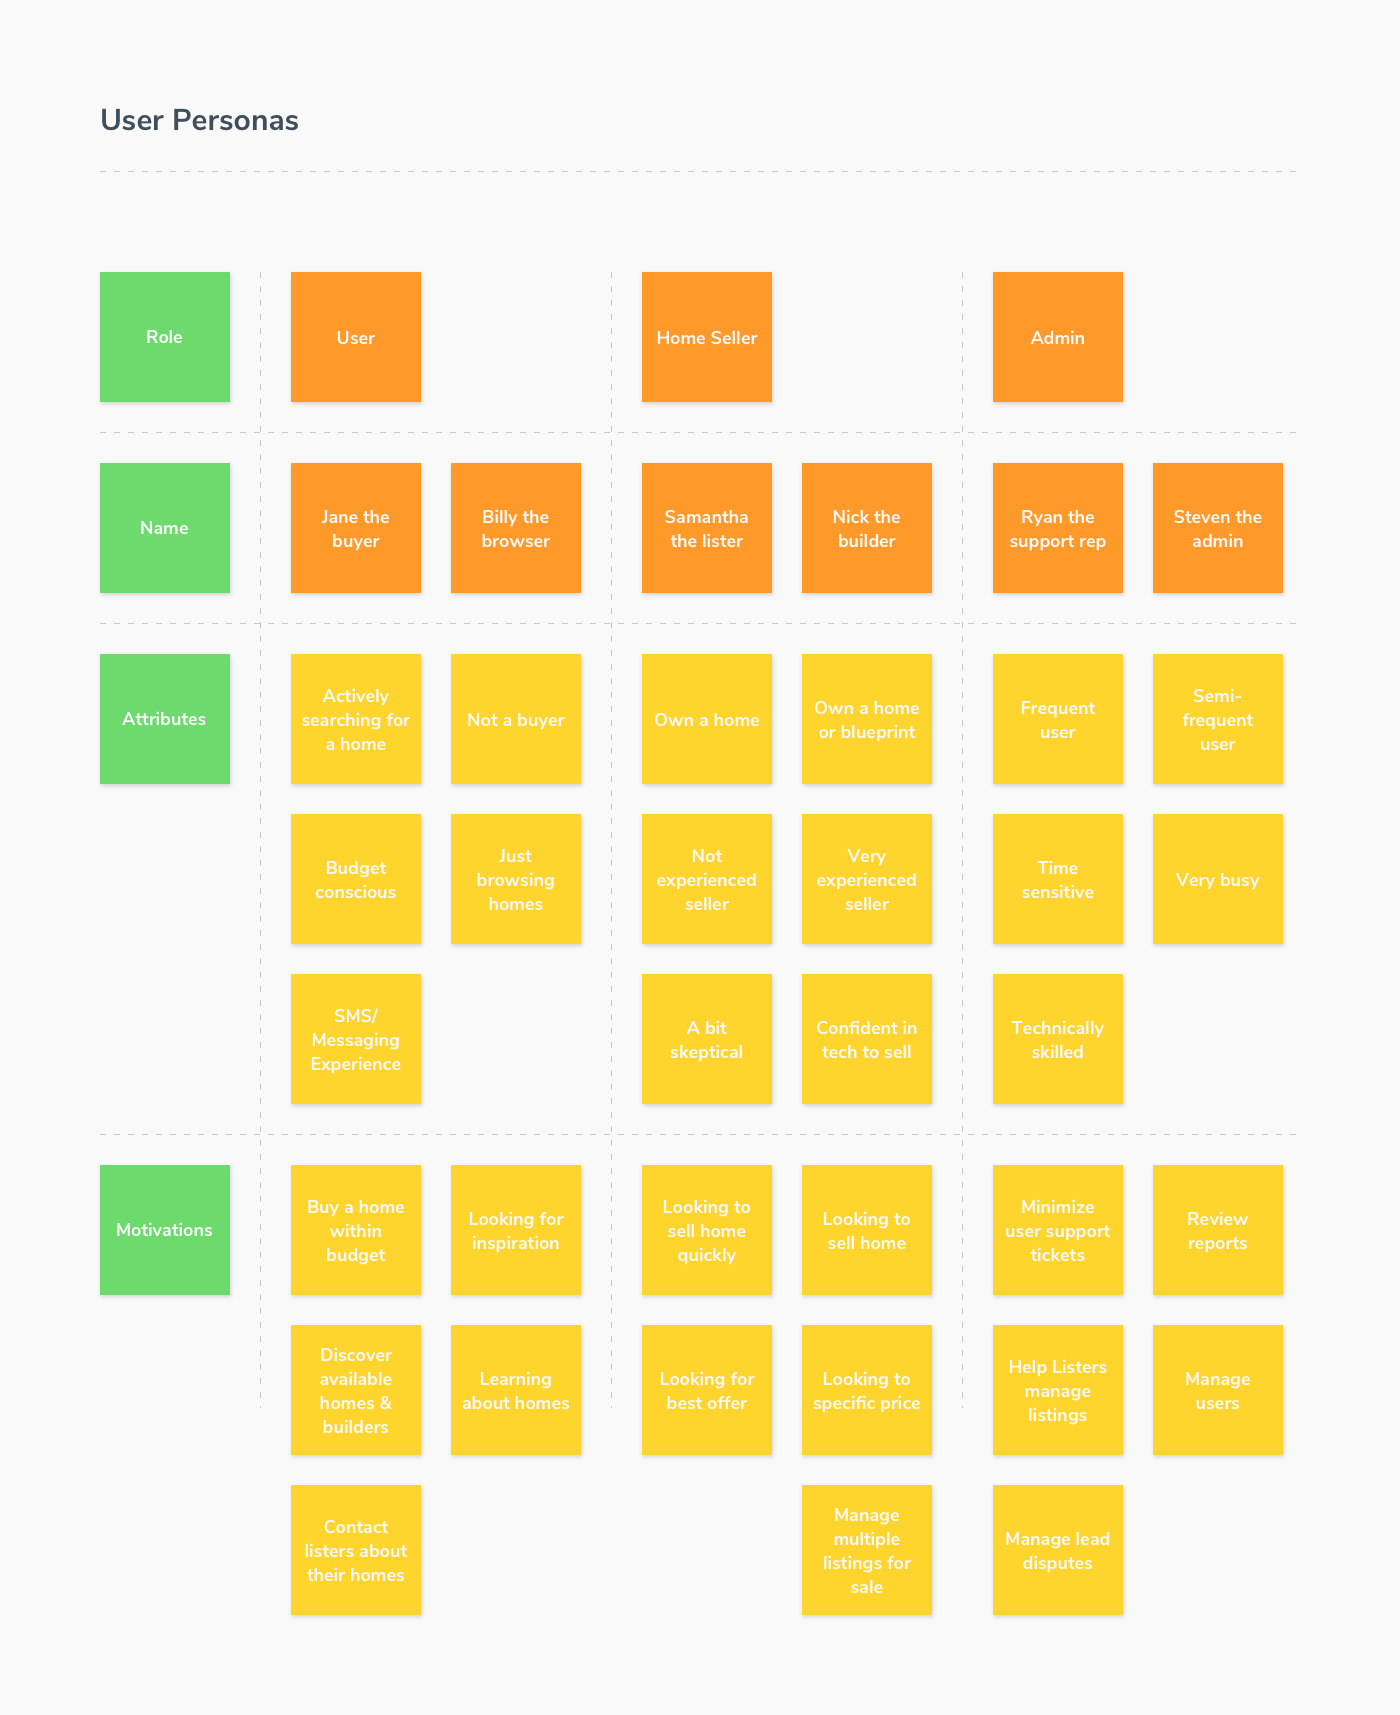 User Personas
Role
User
Home Seller
Admin
Name
Jane the
buyer
Billy the
browser
Samantha
the lister
Nick the
builder
Ryan the
support rep
Steven the
admin
Attributes
Actively
searching for
a home
Not a buyer
Own a home
Own a home
or blueprint
Frequent
user
Semi-
frequent
user
Budget
conscious
Just
browsing
homes
Not
experienced
seller
Very
experienced
seller
Time
sensitive
Very busy
SMS/
Messaging
Experience
A bit
skeptical
Confident in
tech to sell
Technically
skilled
Motivations
Buy a home
within
budget
Looking for
inspiration
Looking to
sell home
quickly
Looking to
sell home
Minimize
user support
tickets
Review
reports
Discover
available
homes &
builders
Learning
about homes
Looking for
best offer
Looking to
specific price
Help Listers
manage
listings
Manage
users
Contact
listers about
their homes
Manage
multiple
listings for
sale
Manage lead
disputes